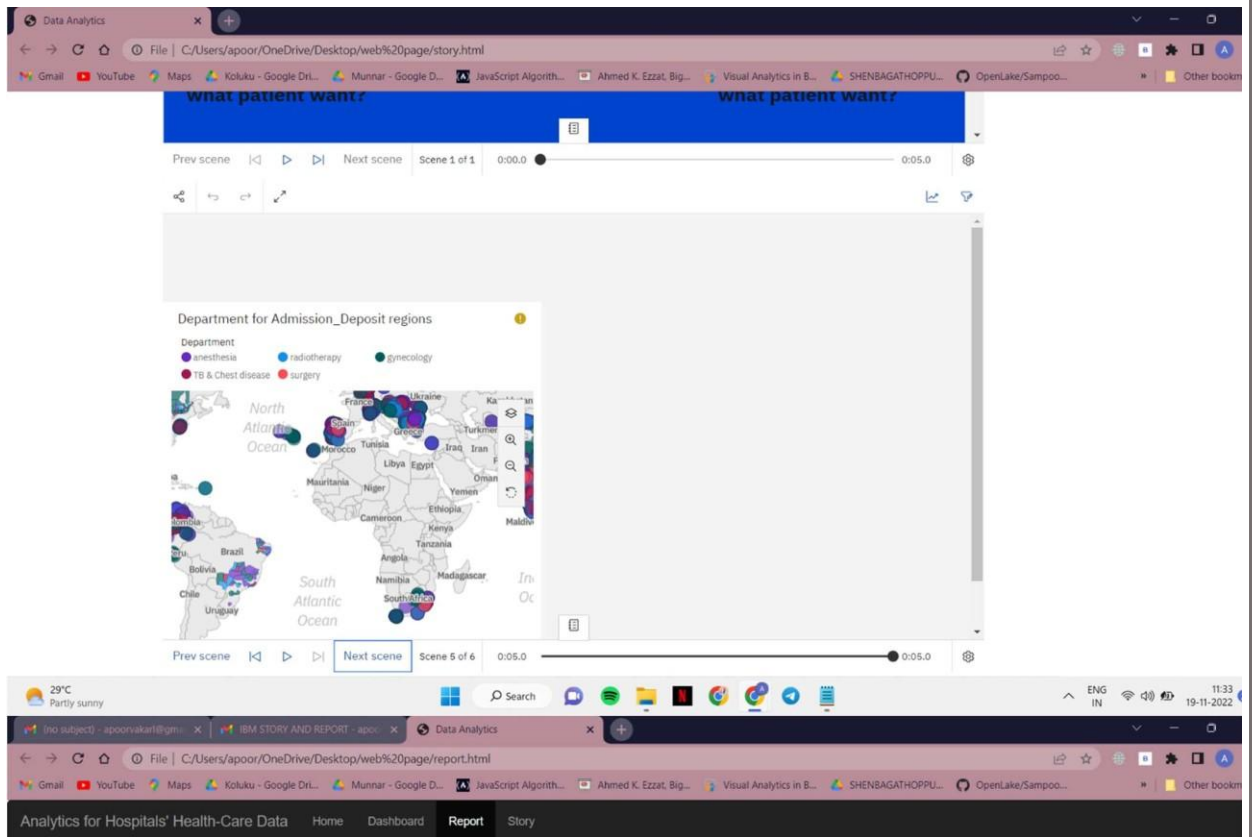 Data Analytics
File | C:/Users/apoor/OneDrive/Desktop/web%20page/story.html
Gmail YouTube Maps Koluku - Google Dri... Munnar - Google D... JavaScript Algorith... Ahmed K. Ezzat, Big... Visual Analytics in B... SHENBAGATHOPPU... OpenLake/Sampoo... » Other bookm
what patient want? what patient want?
Prev scene Next scene Scene 1 of 1 0:00.0 0:05.0
Department for Admission_Deposit regions
Department
anesthesia radiotherapy gynecology
TB & Chest disease surgery
North
Atlantic
Ocean
France
Ukraine
Spain
Greece
Turkmen
Morocco
Tunisia
Iraq Iran
Libya Egypt
Oman
Mauritania
Niger
Yemen
Ethiopia
Cameroon
Kenya
Maldiv
Tanzania
Brazil
Angola
Bolivia
Namibia
Madagascar
Chile
South Africa
Uruguay
South
Atlantic
Ocean
Prev scene Next scene Scene 5 of 6 0:05.0 0:05.0
29°C
Partly sunny
Search
ENG
IN
11:33
19-11-2022
(no subject) - apoorvakart@gm IBM STORY AND REPORT - apo Data Analytics
File | C:/Users/apoor/OneDrive/Desktop/web%20page/report.html
Gmail YouTube Maps Koluku - Google Dri... Munnar - Google D... JavaScript Algorith... Ahmed K. Ezzat, Big... Visual Analytics in B... SHENBAGATHOPPU... OpenLake/Sampoo... » Other bookm
Analytics for Hospitals' Health-Care Data Home Dashboard Report Story